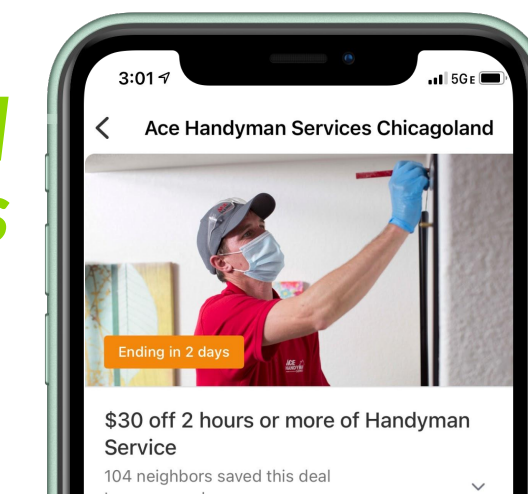 3:01
5G E
Ace Handyman Services Chicagoland
ACE
Ending in 2 days
$30 off 2 hours or more of Handyman
Service
104 neighbors saved this deal